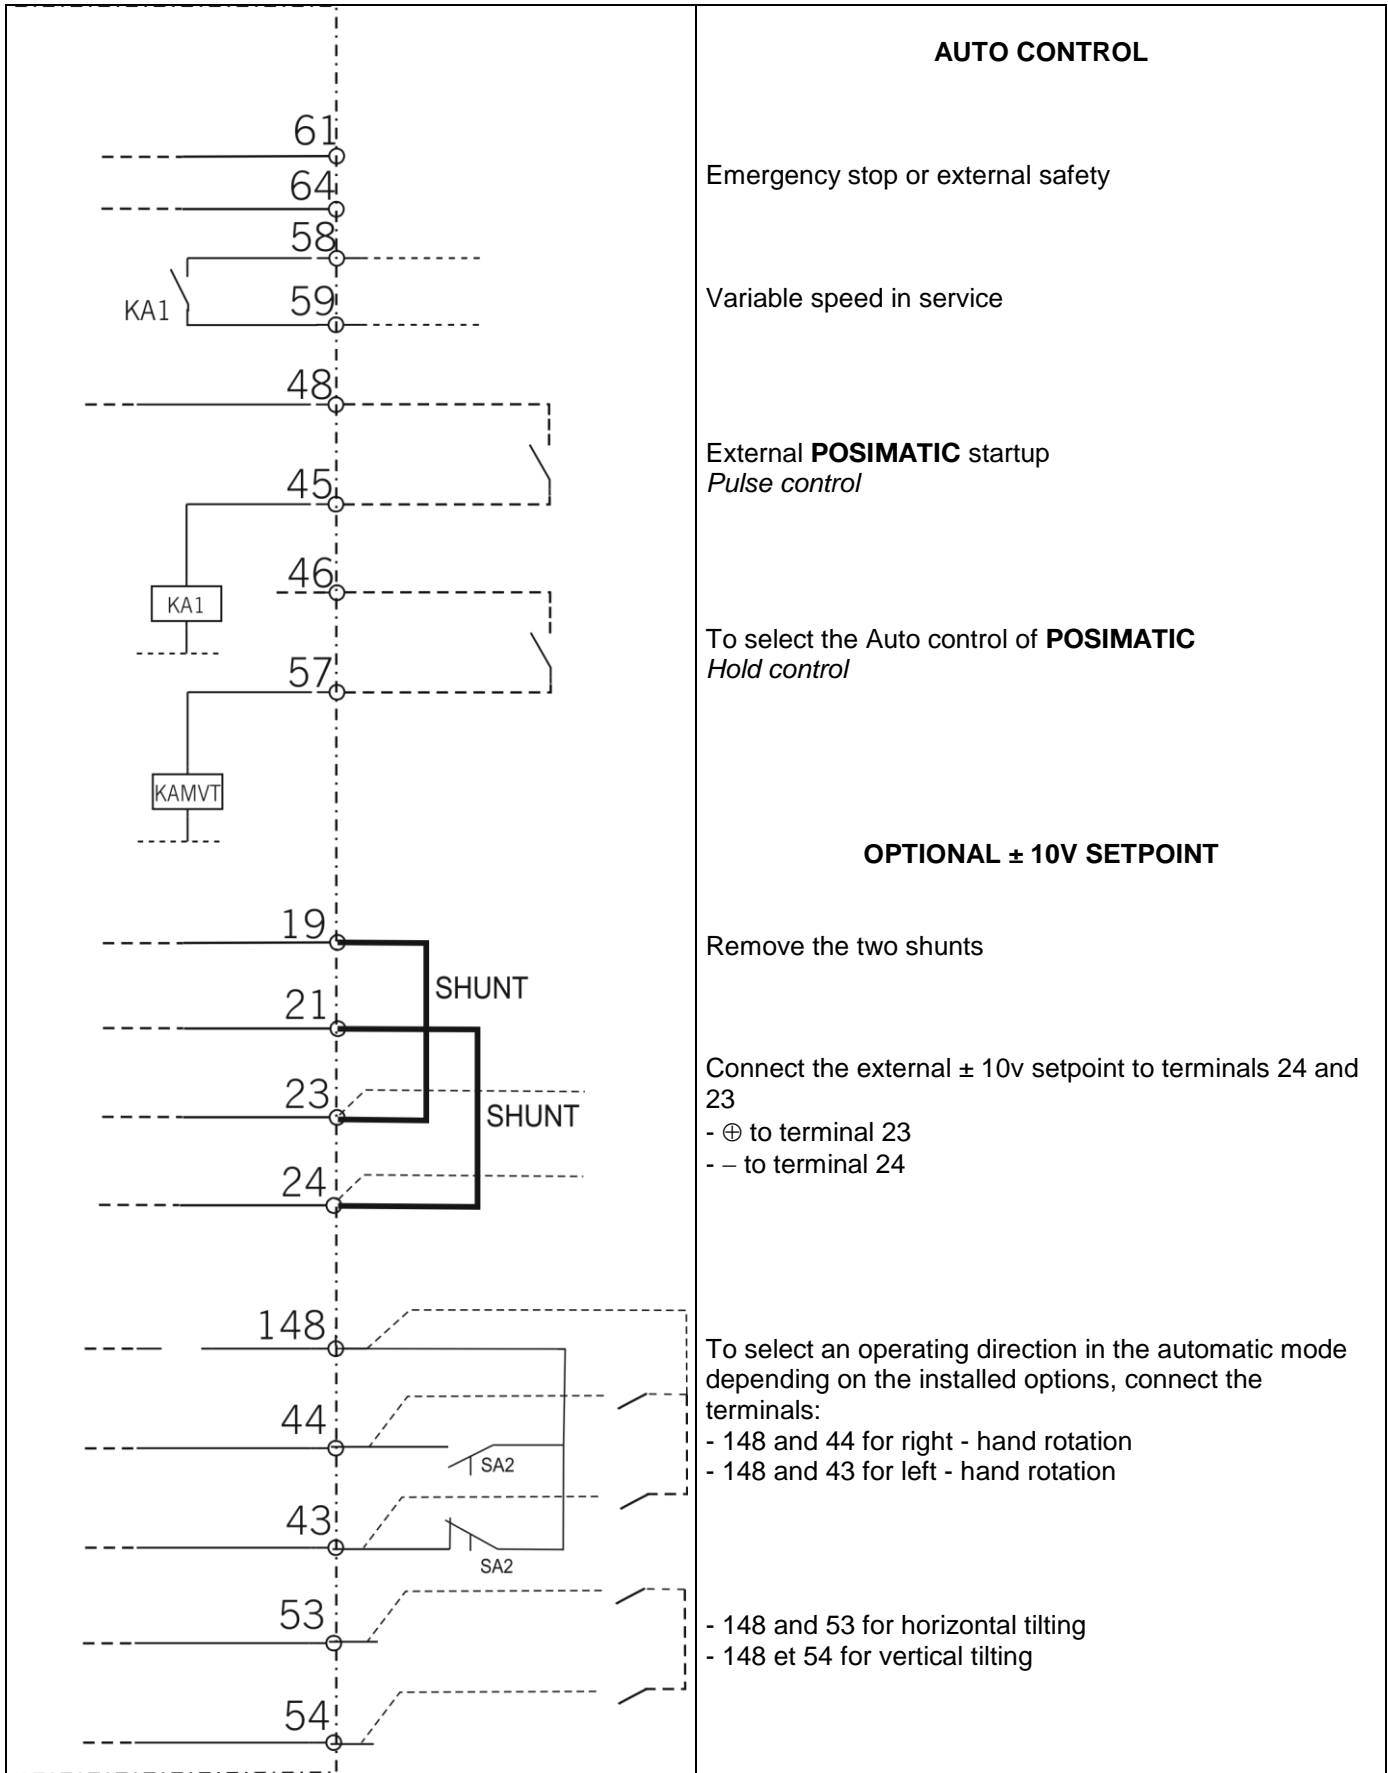 AUTO CONTROL
61
Emergency stop or external safety
64
58
KA1
59
Variable speed in service
48
External POSIMATIC startup
Pulse control
45
46
KA1
To select the Auto control of POSIMATIC
Hold control
57
KAMVT
OPTIONAL ± 10V SETPOINT
19
Remove the two shunts
SHUNT
21
Connect the external ± 10v setpoint to terminals 24 and
23
23
SHUNT
- ⊕ to terminal 23
- – to terminal 24
24
148
To select an operating direction in the automatic mode
depending on the installed options, connect the
terminals:
44
- 148 and 44 for right - hand rotation
SA2
- 148 and 43 for left - hand rotation
43
SA2
53
- 148 and 53 for horizontal tilting
- 148 et 54 for vertical tilting
54